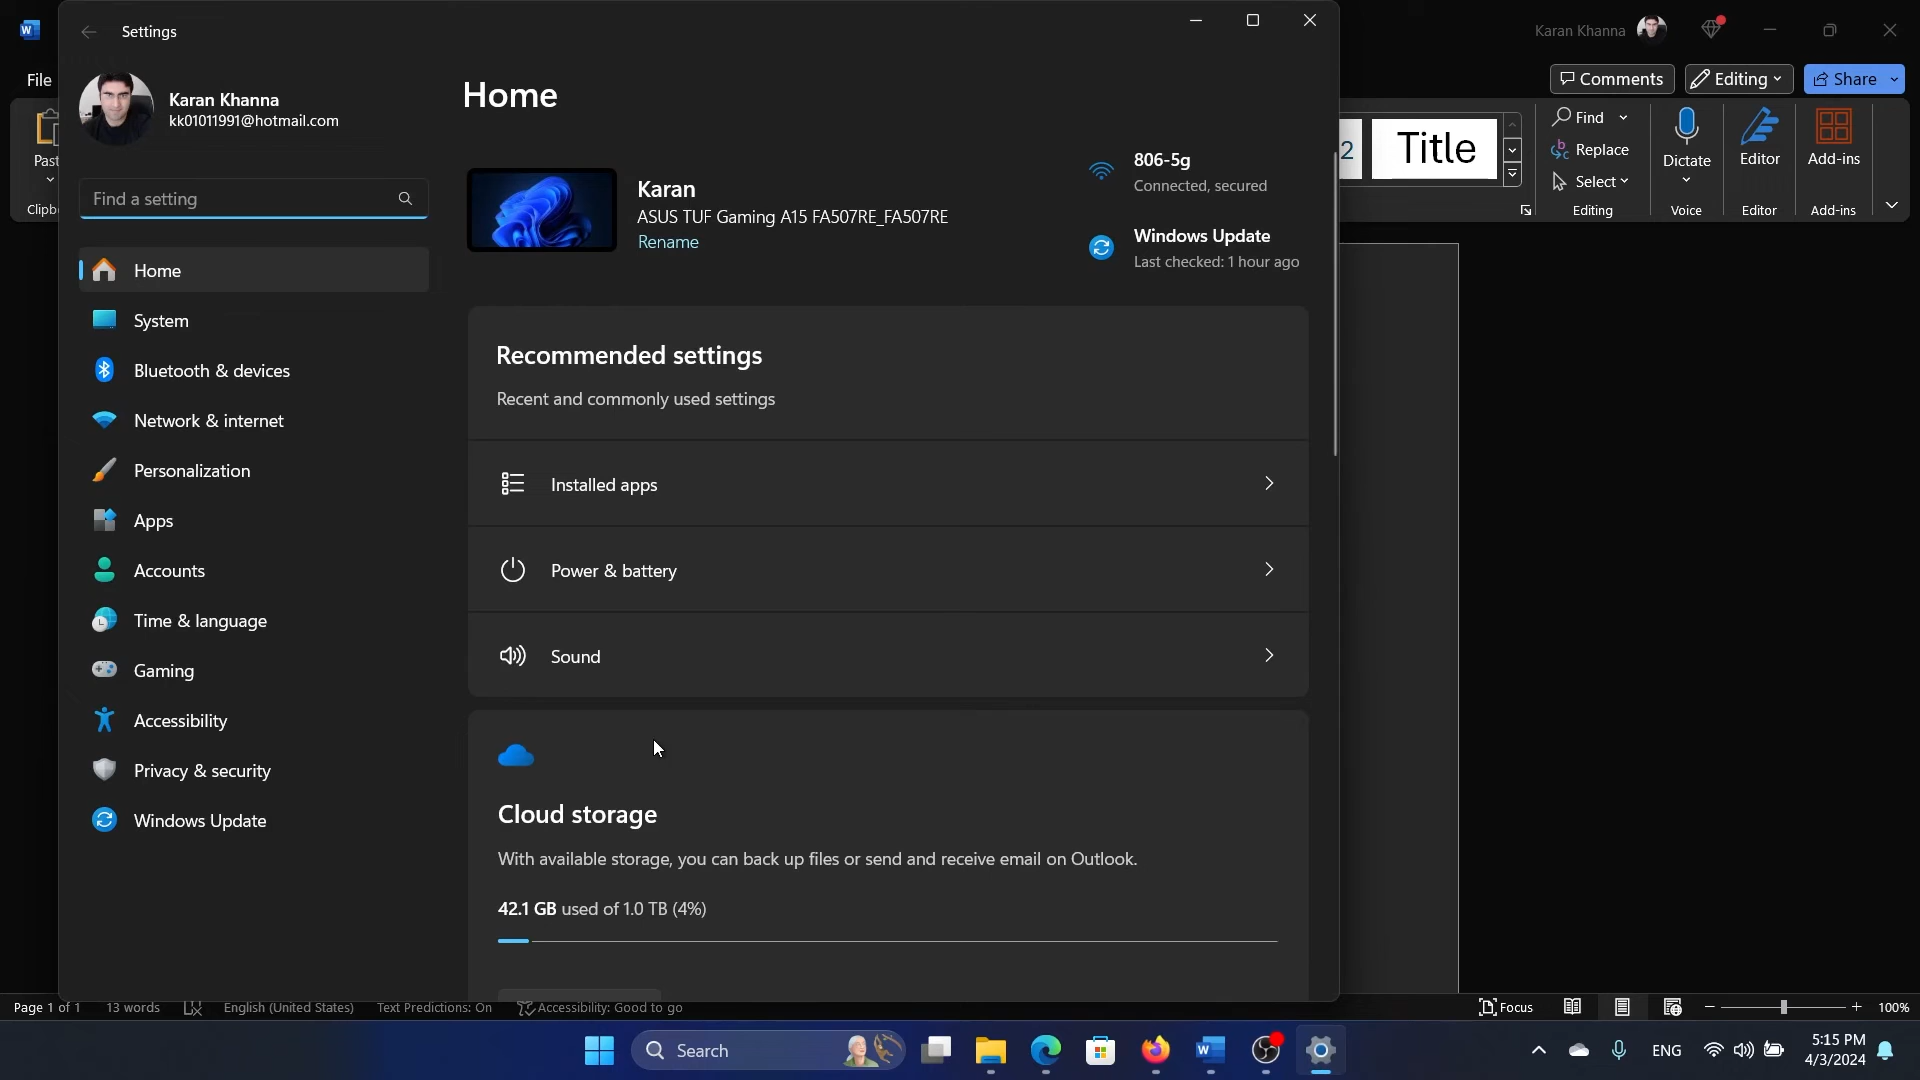 Settings
Karan Khanna
File
Comments
Editing
Share
Karan Khanna
kk01011991@hotmail.com
Home
Find a setting
Karan
ASUS TUF Gaming A15 FA507RE_FA507RE
Rename
806-5g
Connected, secured
Windows Update
Last checked: 1 hour ago
Past
Clipb
2
Title
Find
Replace
Select
Editing
Dictate
Voice
Editor
Editor
Add-ins
Add-ins
Home
System
Bluetooth & devices
Network & internet
Personalization
Apps
Accounts
Time & language
Gaming
Accessibility
Privacy & security
Windows Update
Recommended settings
Recent and commonly used settings
Installed apps
Power & battery
Sound
Cloud storage
With available storage, you can back up files or send and receive email on Outlook.
42.1 GB used of 1.0 TB (4%)
Page 1 of 1
13 words
English (United States)
Text Predictions: On
Accessibility: Good to go
Focus
100%
Search
ENG
5:15 PM
4/3/2024